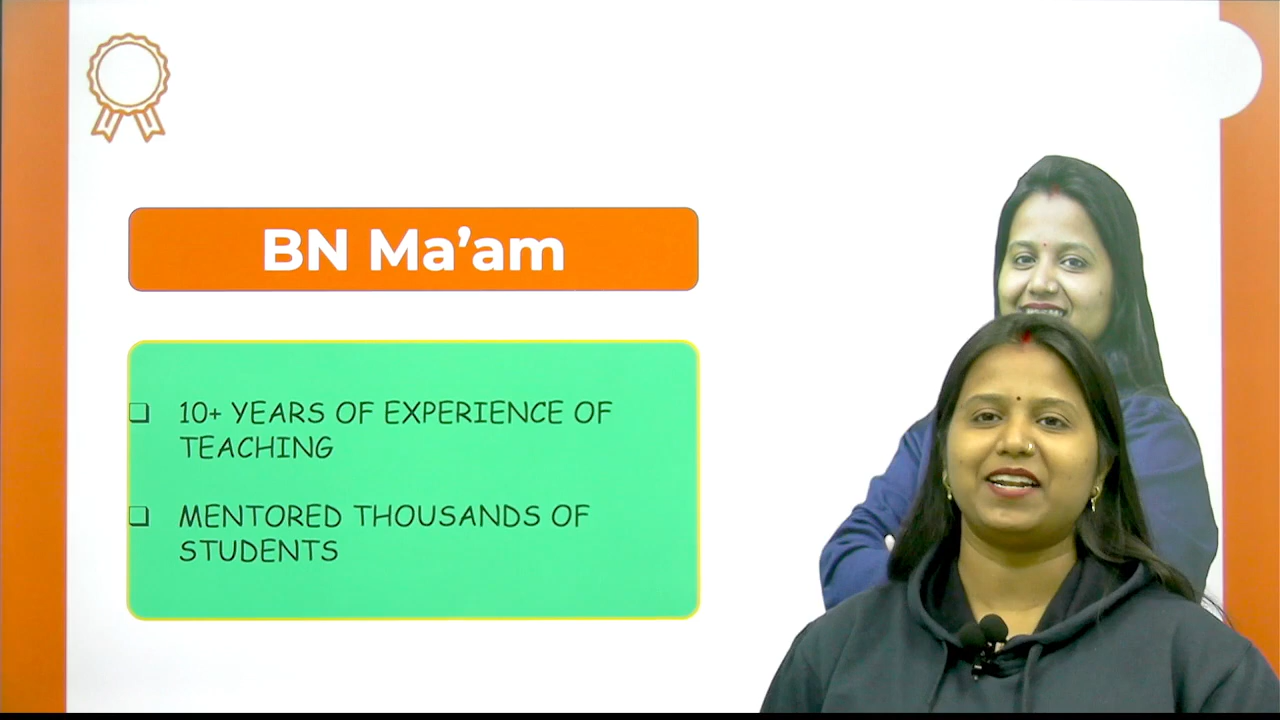 BN Ma’am
❑ 10+ YEARS OF EXPERIENCE OF
TEACHING
❑ MENTORED THOUSANDS OF
STUDENTS